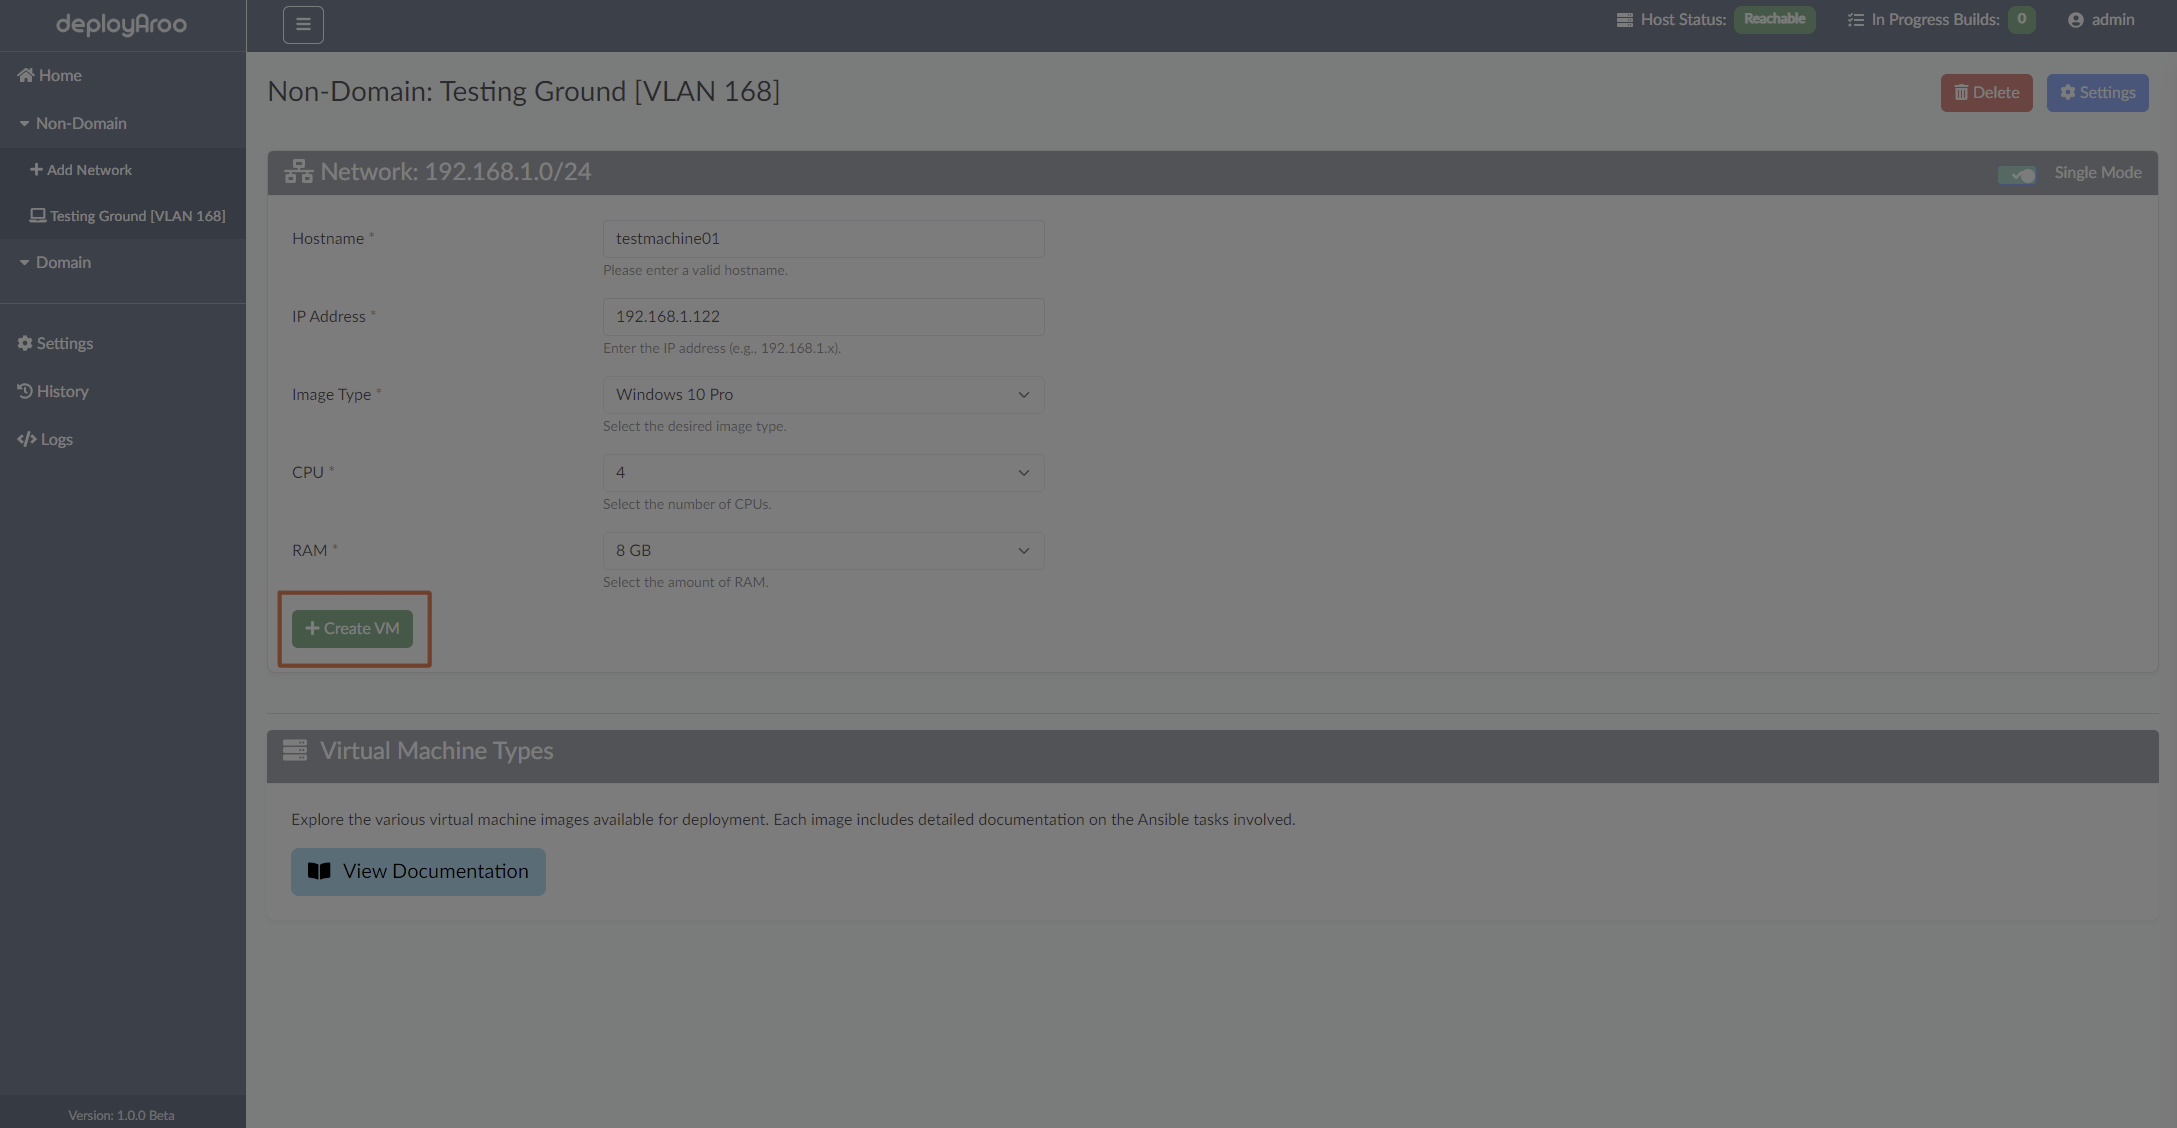 deployAroo
Host Status: Reachable
In Progress Builds: 0
admin
Home
Non-Domain
Add Network
Testing Ground [VLAN 168]
Domain
Settings
History
Logs
Version: 1.0.0 Beta
Non-Domain: Testing Ground [VLAN 168]
Delete
Settings
Network: 192.168.1.0/24
Single Mode
Hostname *
testmachine01
Please enter a valid hostname.
IP Address *
192.168.1.122
Enter the IP address (e.g., 192.168.1.x).
Image Type *
Windows 10 Pro
Select the desired image type.
CPU *
4
Select the number of CPUs.
RAM *
8 GB
Select the amount of RAM.
Create VM
Virtual Machine Types
Explore the various virtual machine images available for deployment. Each image includes detailed documentation on the Ansible tasks involved.
View Documentation